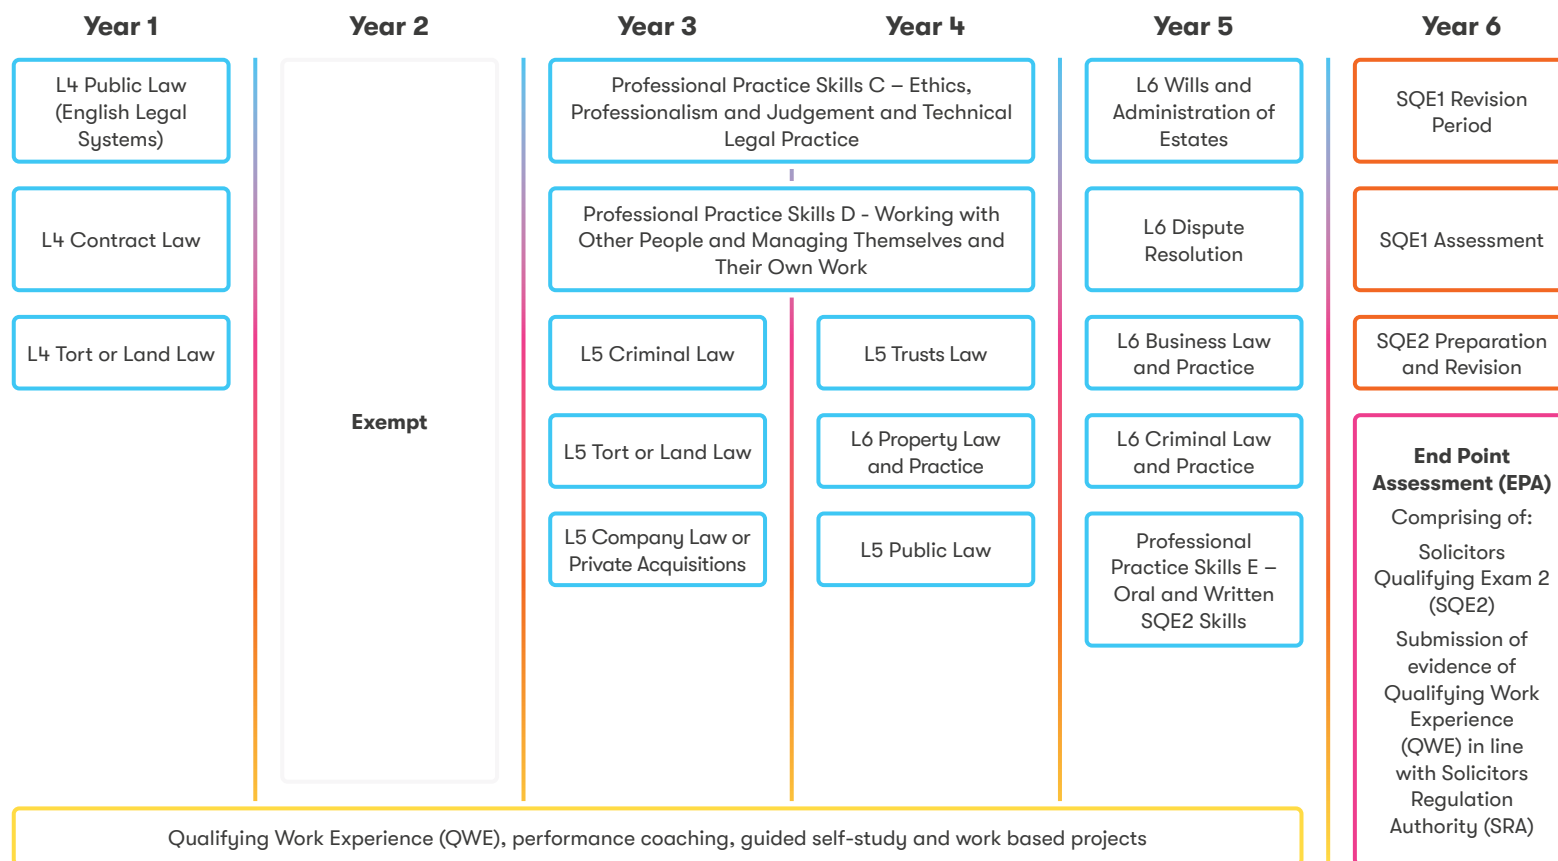 Year 1
L4 Public Law
(English Legal
Systems)
L4 Contract Law
L4 Tort or Land Law
Year 2
Exempt
Year 3
Year 4
Professional Practice Skills C – Ethics,
Professionalism and Judgement and Technical
Legal Practice
Professional Practice Skills D - Working with
Other People and Managing Themselves and
Their Own Work
L5 Criminal Law
L5 Tort or Land Law
L5 Company Law or
Private Acquisitions
L5 Trusts Law
L6 Property Law
and Practice
L5 Public Law
Year 5
L6 Wills and
Administration of
Estates
L6 Dispute
Resolution
L6 Business Law
and Practice
L6 Criminal Law
and Practice
Professional
Practice Skills E –
Oral and Written
SQE2 Skills
Year 6
SQE1 Revision
Period
SQE1 Assessment
SQE2 Preparation
and Revision
End Point
Assessment (EPA)
Comprising of:
Solicitors
Qualifying Exam 2
(SQE2)
Submission of
evidence of
Qualifying Work
Experience
(QWE) in line
with Solicitors
Regulation
Authority (SRA)
Qualifying Work Experience (QWE), performance coaching, guided self-study and work based projects